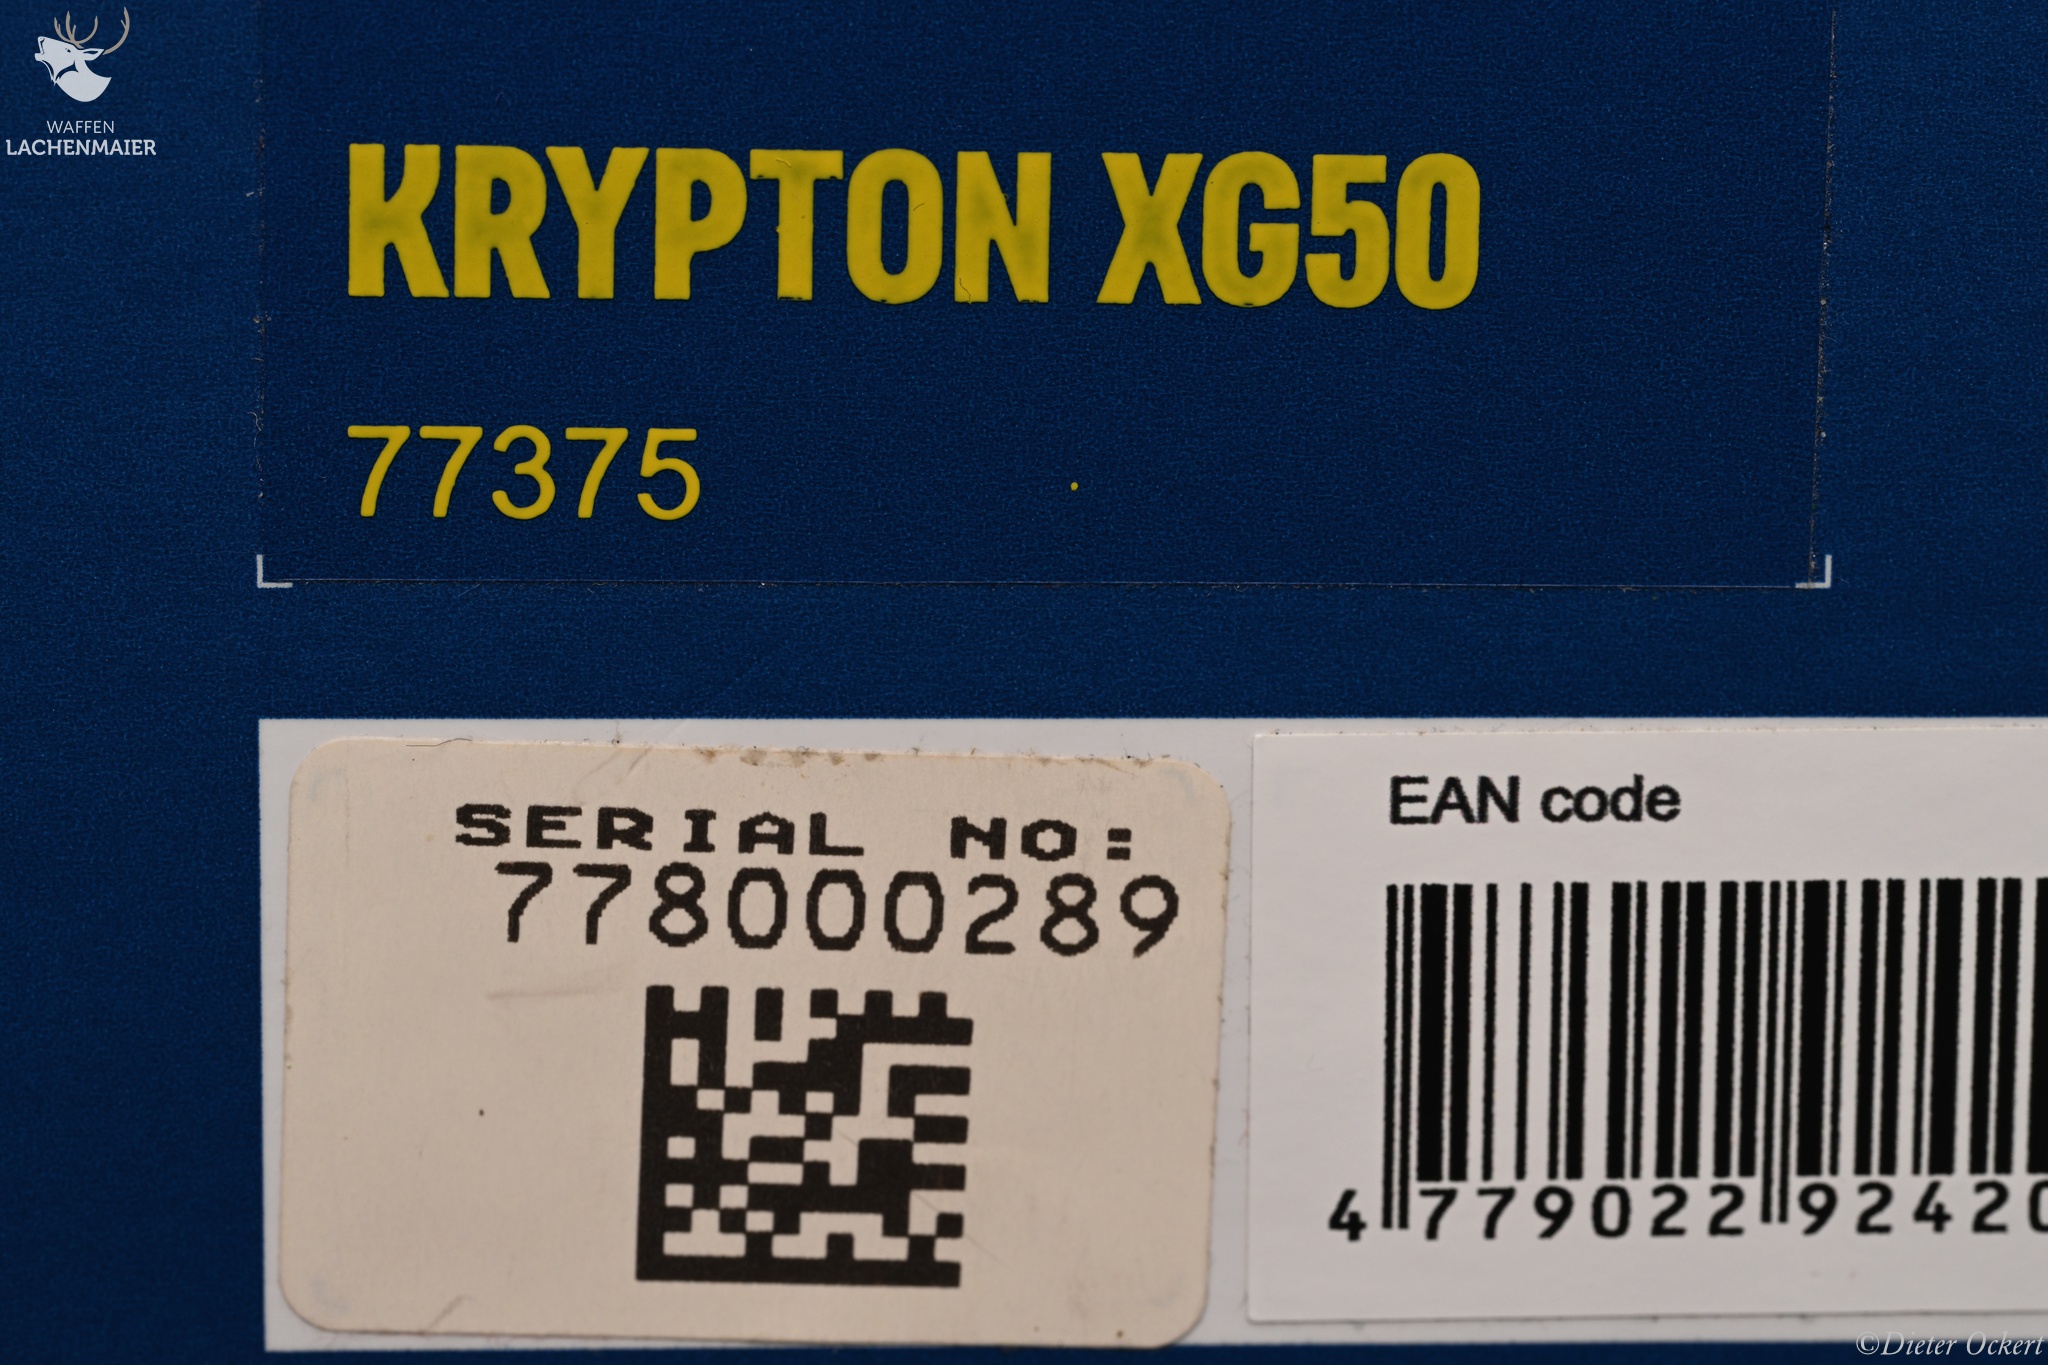 WAFFEN
LACHENMAIER
KRYPTON XG50
77375
SERIAL NO:
778000289
EAN code
4 779022 92420
©Dieter Ockert